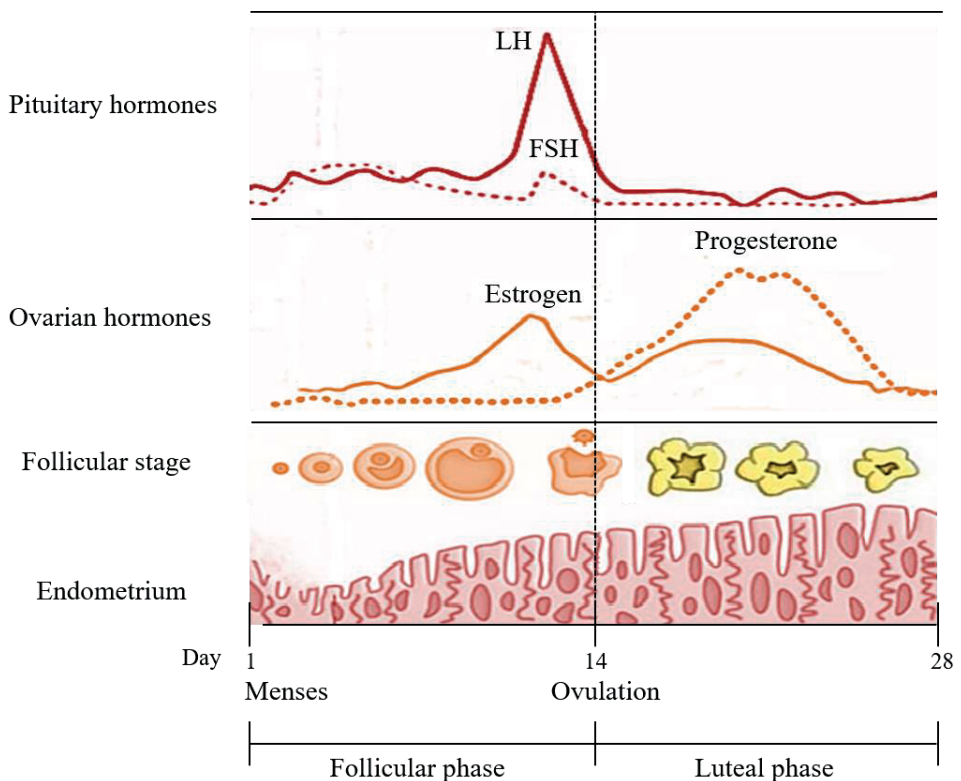 LH
Pituitary hormones
FSH
Progesterone
Estrogen
Ovarian hormones
Follicular stage
Endometrium
Day 1 14 28
Menses Ovulation
Follicular phase Luteal phase